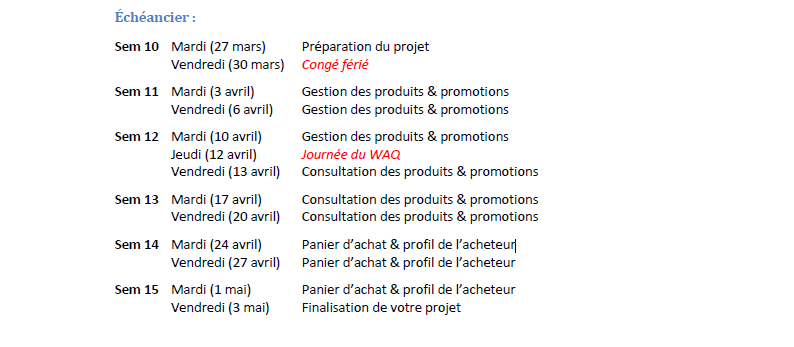 Échéancier :
Sem 10 Mardi (27 mars) Préparation du projet
Vendredi (30 mars) Congé férié
Sem 11 Mardi (3 avril) Gestion des produits & promotions
Vendredi (6 avril) Gestion des produits & promotions
Sem 12 Mardi (10 avril) Gestion des produits & promotions
Jeudi (12 avril) Journée du WAQ
Vendredi (13 avril) Consultation des produits & promotions
Sem 13 Mardi (17 avril) Consultation des produits & promotions
Vendredi (20 avril) Consultation des produits & promotions
Sem 14 Mardi (24 avril) Panier d’achat & profil de l’acheteur
Vendredi (27 avril) Panier d’achat & profil de l’acheteur
Sem 15 Mardi (1 mai) Panier d’achat & profil de l’acheteur
Vendredi (3 mai) Finalisation de votre projet